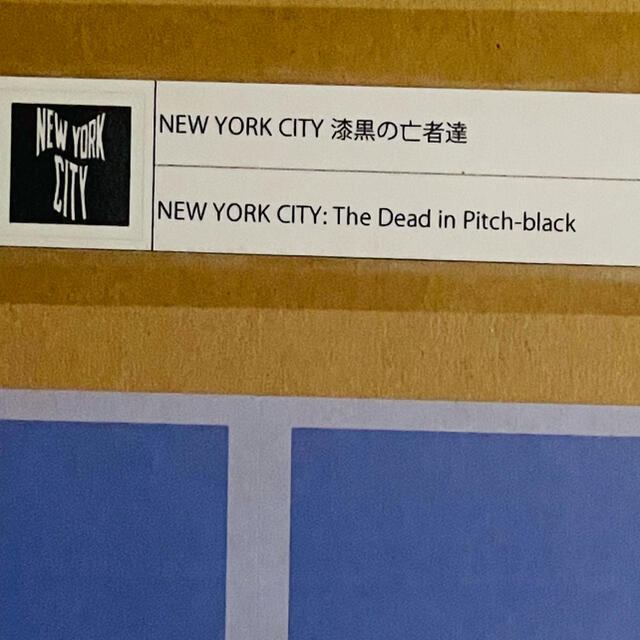 NEW YORK
CITY
NEW YORK CITY 漆黒の亡者達
NEW YORK CITY: The Dead in Pitch-black